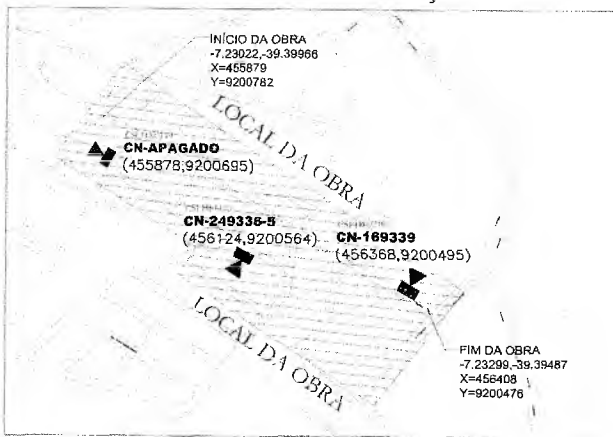 INÍCIO DA OBRA
-7.23022,-39.39966
X=455879
Y=9200782
LOCAL DA OBRA
CN-APAGADO
(455878,9200695)
CN-249336-5
(456124,9200564)
CN-169339
(456368,9200495)
LOCAL DA OBRA
FIM DA OBRA
-7.23299,-39.39487
X=456408
Y=9200476